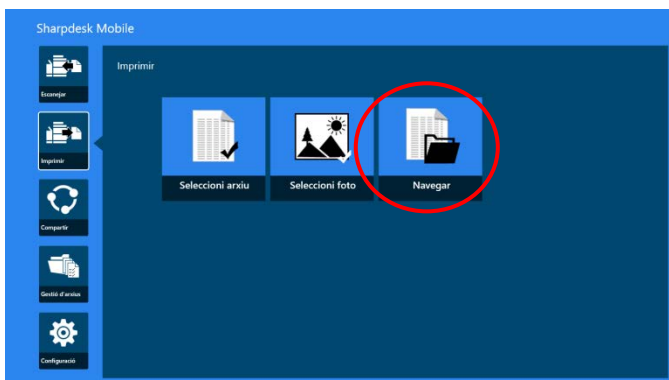 Sharpdesk Mobile
Escanejar
Imprimir
Compartir
Gestió d'arxius
Configuració
Imprimir
Seleccioni arxiu
Seleccioni foto
Navegar